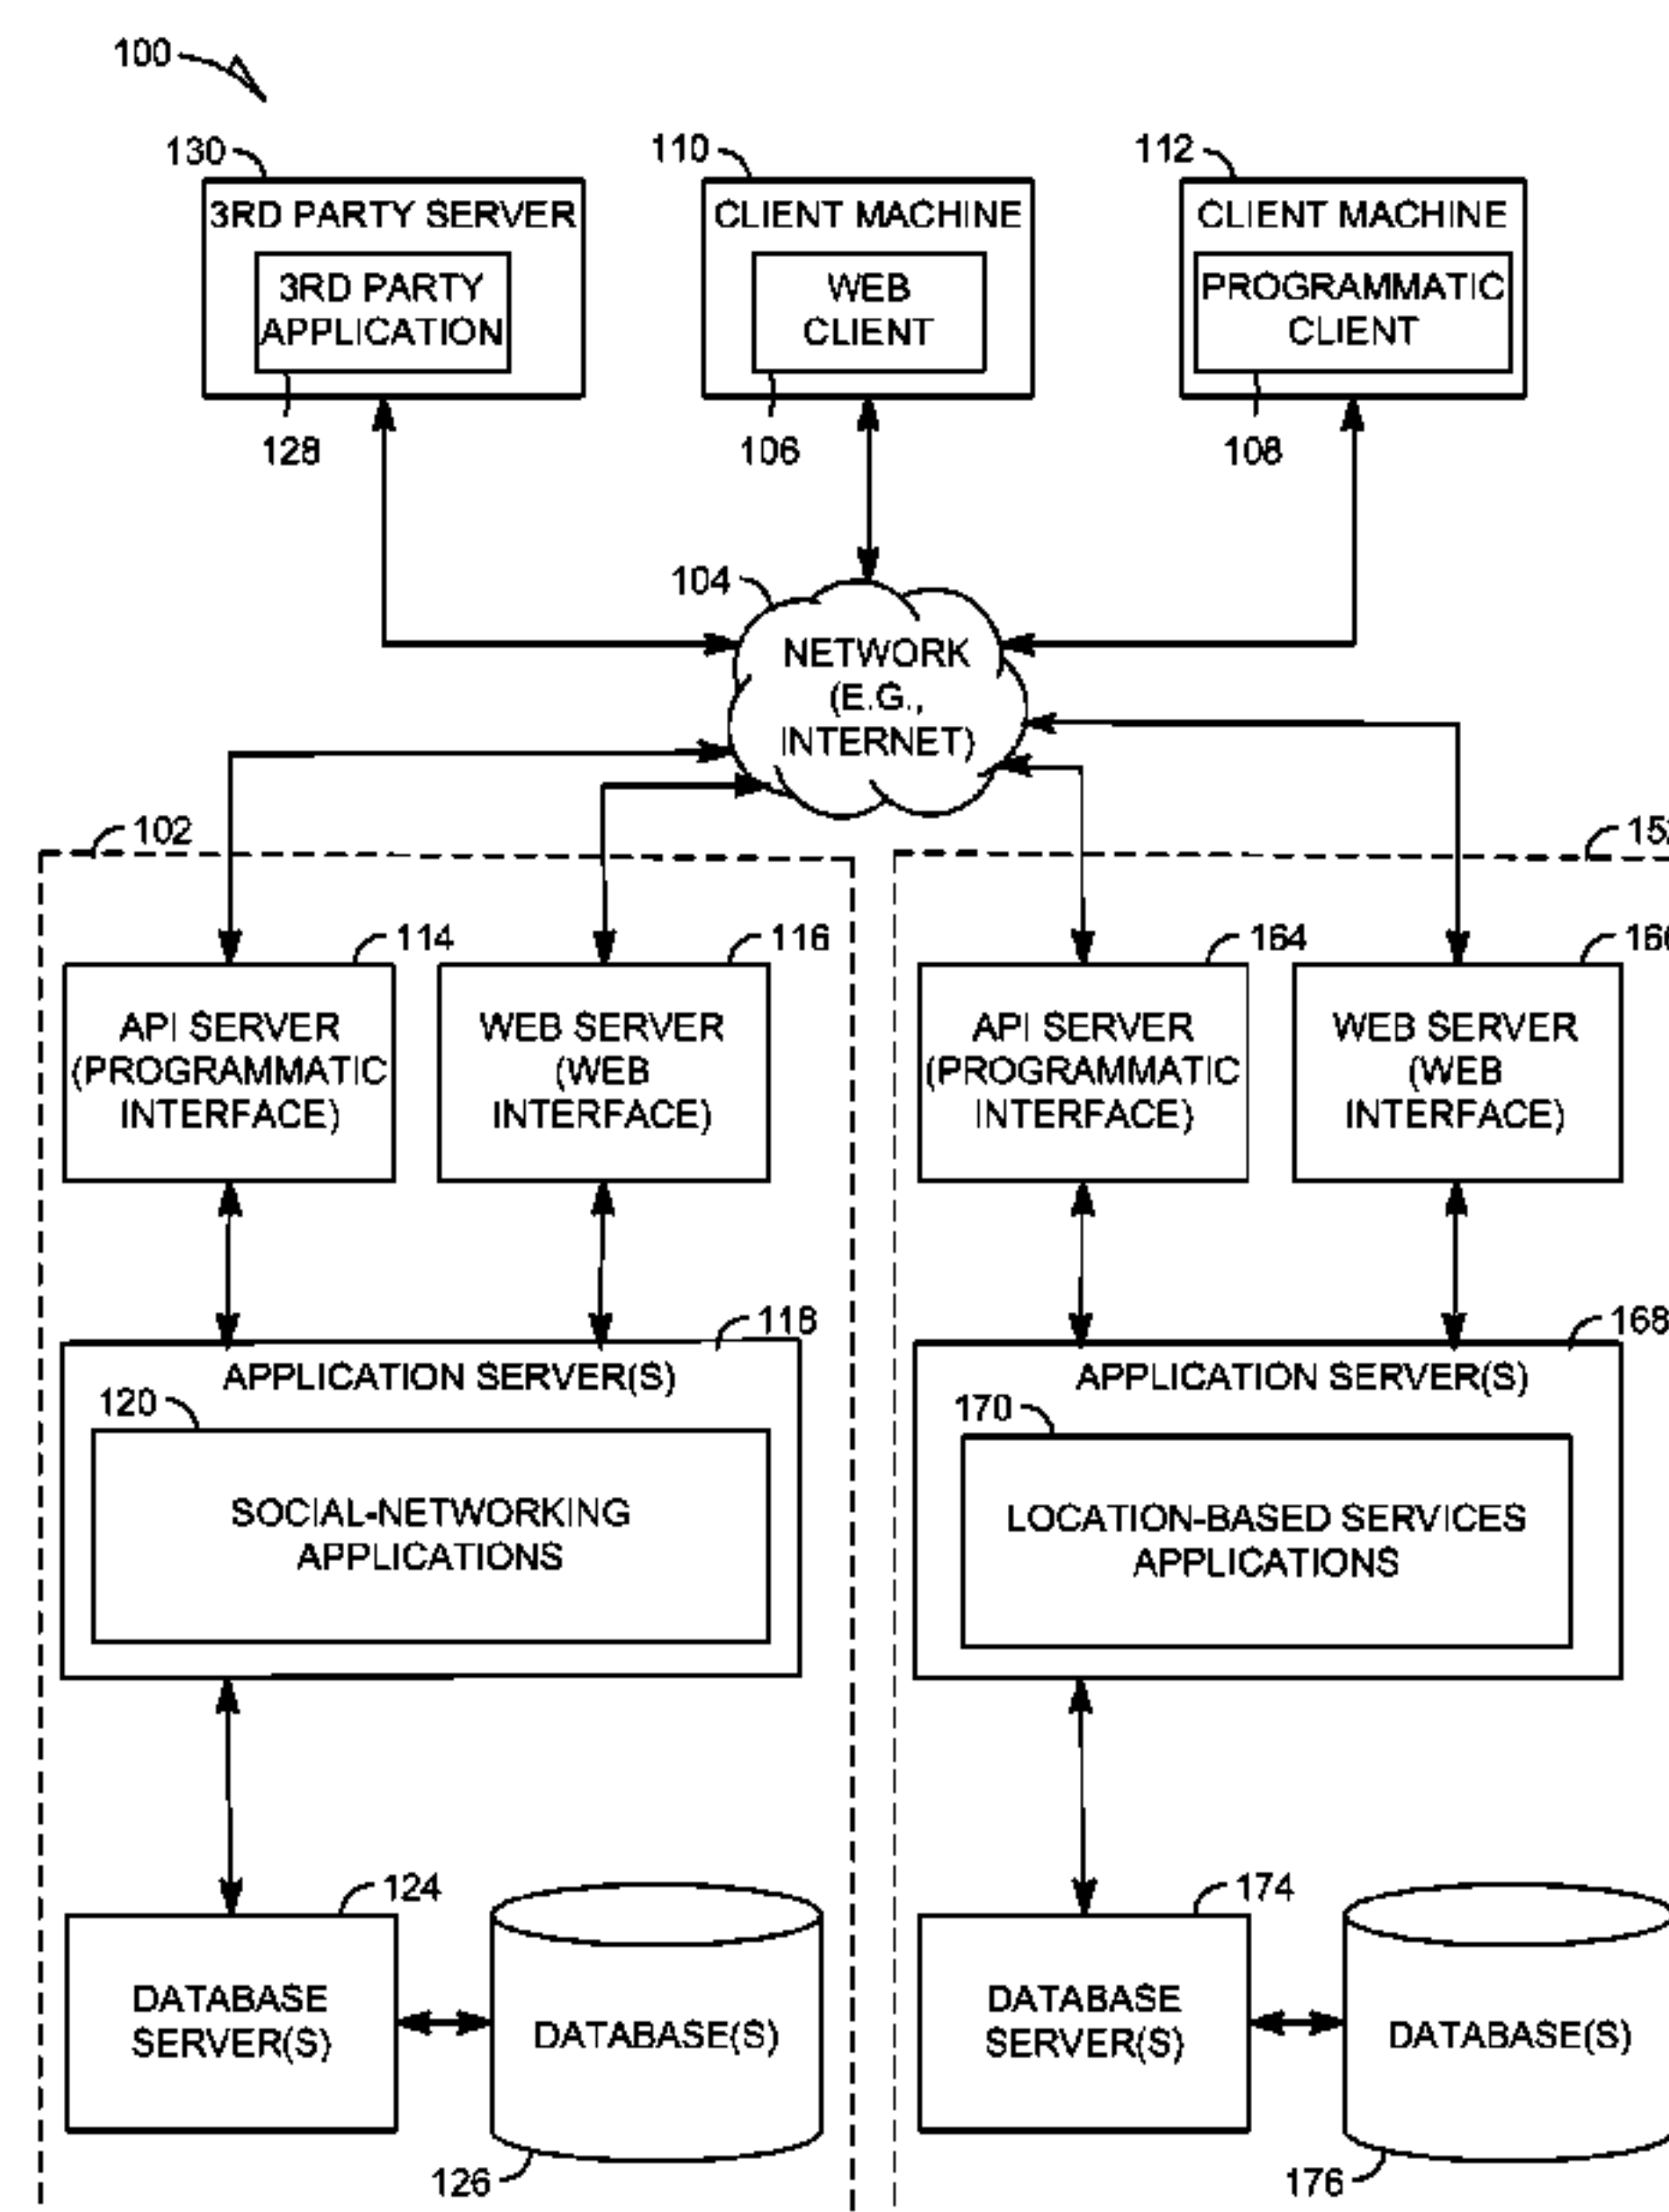 100
130
110
112
3RD PARTY SERVER
CLIENT MACHINE
CLIENT MACHINE
3RD PARTY
APPLICATION
WEB
CLIENT
PROGRAMMATIC
CLIENT
128
106
108
104
NETWORK
(E.G.,
INTERNET)
102
114
116
164
API SERVER
(PROGRAMMATIC
INTERFACE)
WEB SERVER
(WEB
INTERFACE)
API SERVER
(PROGRAMMATIC
INTERFACE)
WEB SERVER
(WEB
INTERFACE)
118
168
APPLICATION SERVER(S)
APPLICATION SERVER(S)
120
170
SOCIAL-NETWORKING
APPLICATIONS
LOCATION-BASED SERVICES
APPLICATIONS
124
174
DATABASE
SERVER(S)
DATABASE(S)
DATABASE
SERVER(S)
DATABASE(S)
126
176